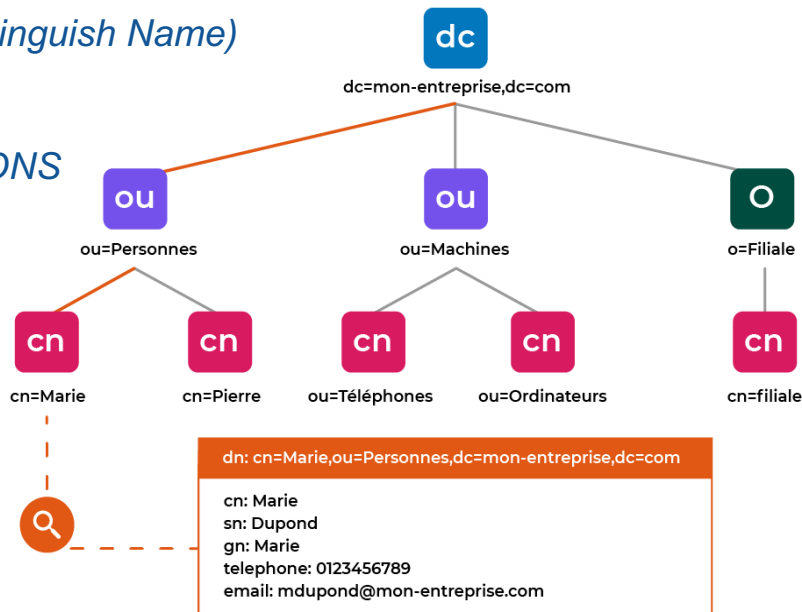 inguish Name)
dc
dc=mon-entreprise,dc=com
DNS
ou
ou
O
ou=Personnes
ou=Machines
o=Filiale
cn
cn
cn
cn
cn
cn=Marie
cn=Pierre
ou=Téléphones
ou=Ordinateurs
cn=filiale
dn: cn=Marie,ou=Personnes,dc=mon-entreprise,dc=com
cn: Marie
sn: Dupond
gn: Marie
telephone: 0123456789
email: mdupond@mon-entreprise.com